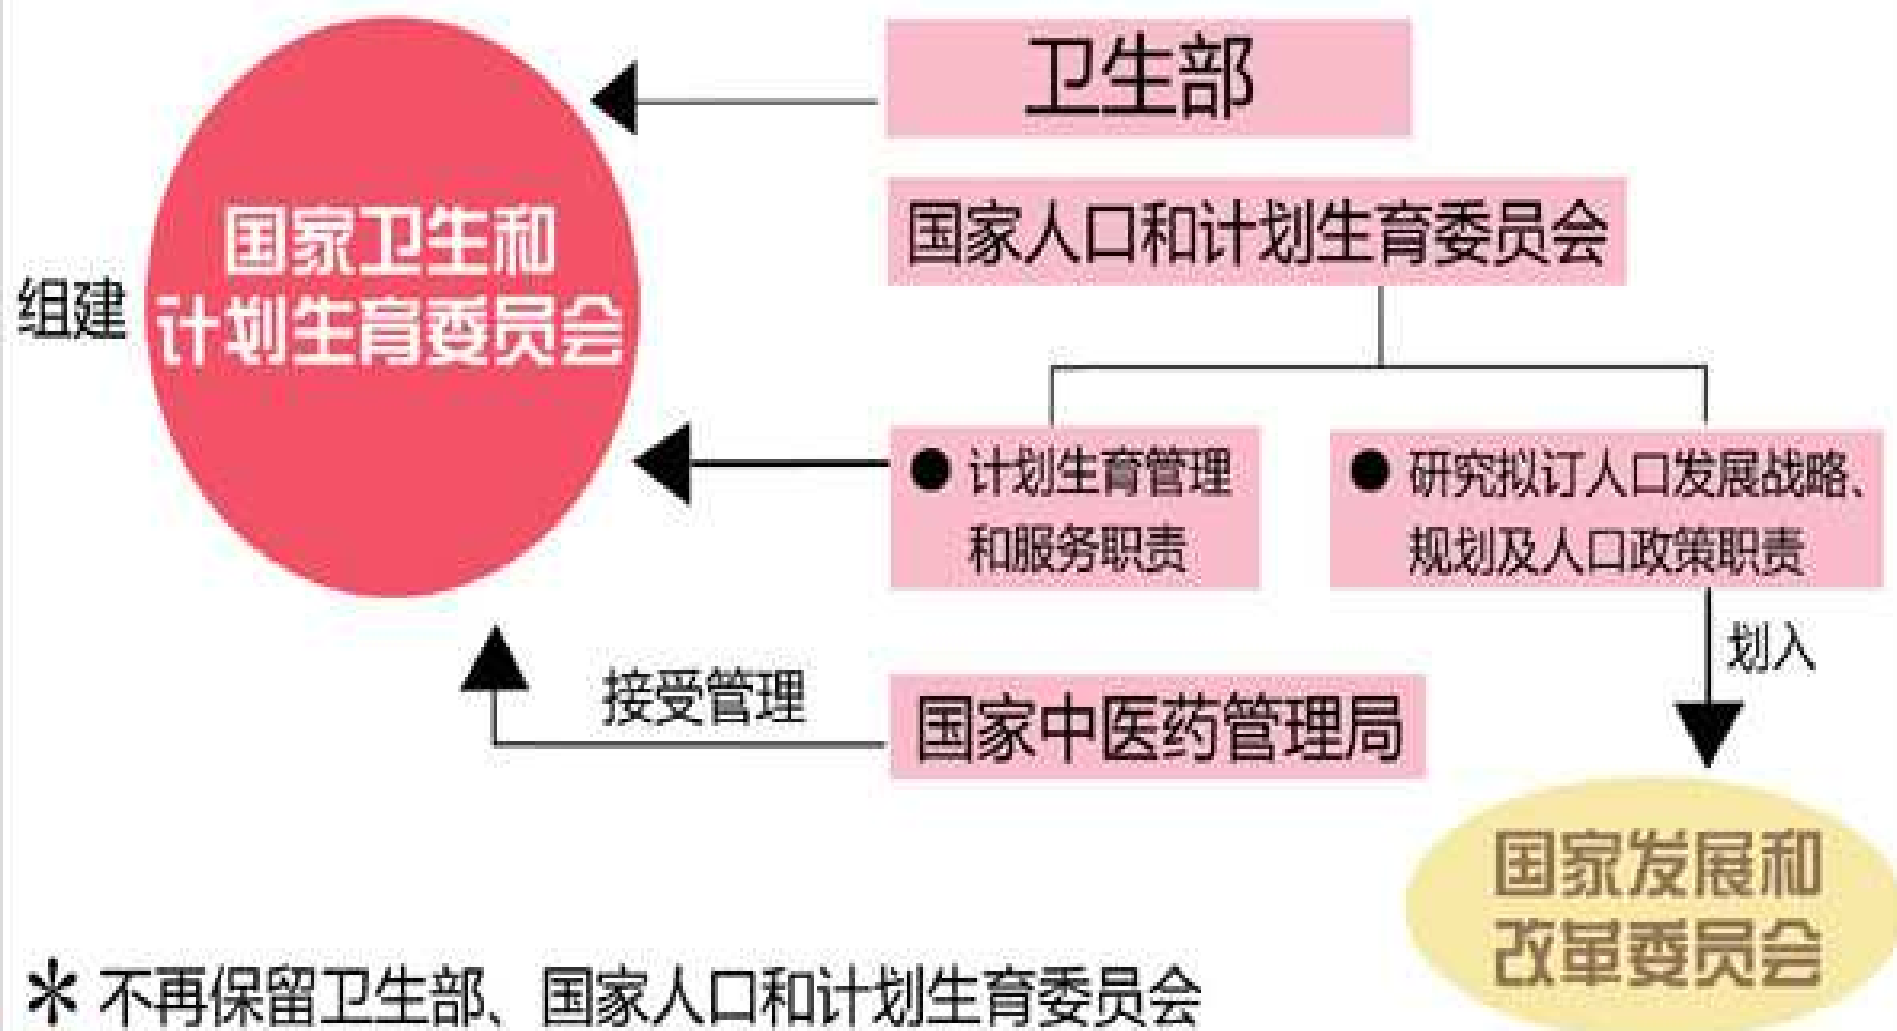 卫生部
国家人口和计划生育委员会
组建
国家卫生和
计划生育委员会
● 计划生育管理
和服务职责
● 研究拟订人口发展战略、
规划及人口政策职责
划入
接受管理
国家中医药管理局
国家发展和
改革委员会
* 不再保留卫生部、国家人口和计划生育委员会